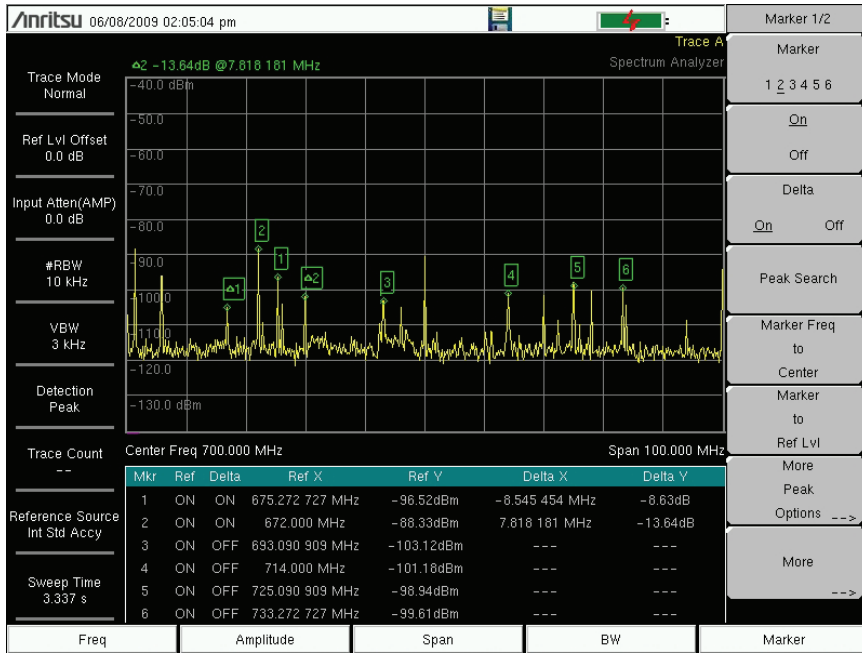 Anritsu 06/08/2009 02:05:04 pm
Trace A
Δ2 -13.64dB @7.818 181 MHz
Spectrum Analyzer
-40.0 dBm
-50.0
-60.0
-70.0
-80.0
-90.0
-100.0
-110.0
-120.0
-130.0 dBm
2
1
Δ1
Δ2
3
4
5
6
Center Freq 700.000 MHz
Span 100.000 MHz
Trace Mode
Normal
Ref Lvl Offset
0.0 dB
Input Atten(AMP)
0.0 dB
#RBW
10 kHz
VBW
3 kHz
Detection
Peak
Trace Count
--
Reference Source
Int Std Accy
Sweep Time
3.337 s
Mkr Ref Delta Ref X Ref Y Delta X Delta Y
1 ON ON 675.272 727 MHz -96.52dBm -8.545 454 MHz -8.63dB
2 ON ON 672.000 MHz -88.33dBm 7.818 181 MHz -13.64dB
3 ON OFF 693.090 909 MHz -103.12dBm --- ---
4 ON OFF 714.000 MHz -101.18dBm --- ---
5 ON OFF 725.090 909 MHz -98.94dBm --- ---
6 ON OFF 733.272 727 MHz -99.61dBm --- ---
Marker 1/2
Marker
1 2 3 4 5 6
On
Off
Delta
On Off
Peak Search
Marker Freq
to
Center
Marker
to
Ref Lvl
More
Peak
Options -->
More
-->
Freq
Amplitude
Span
BW
Marker